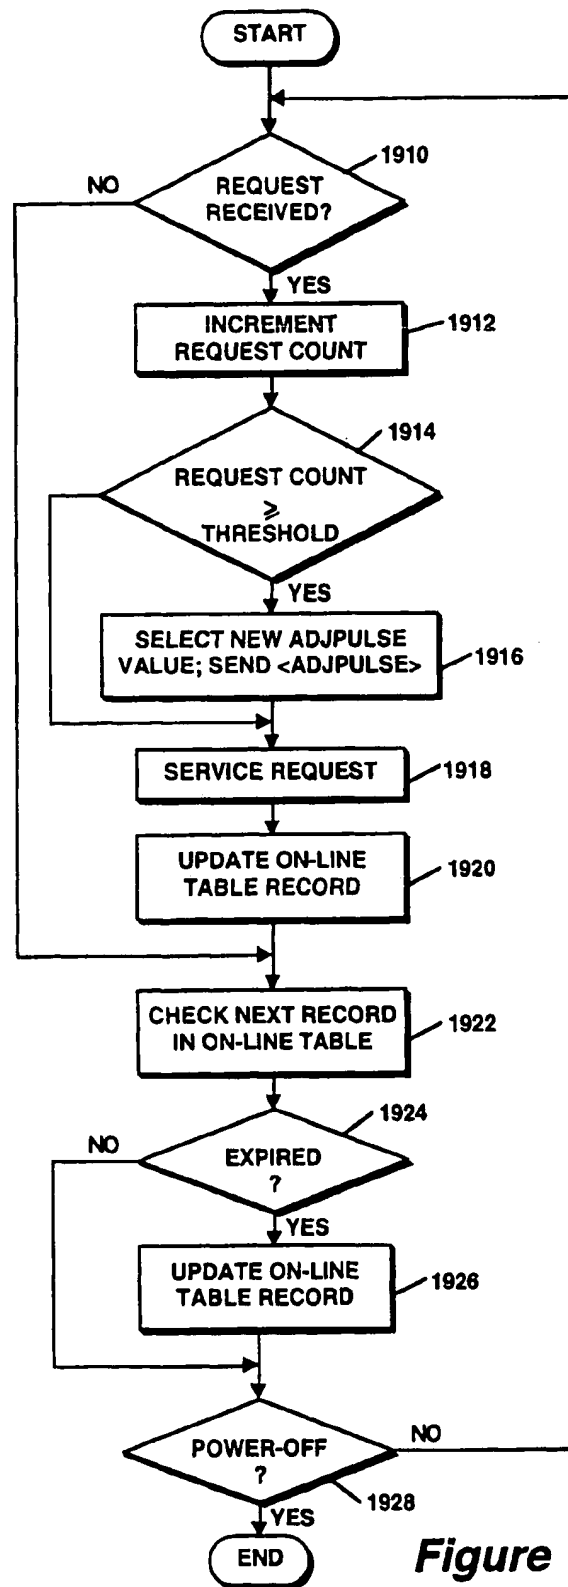 START
1910
NO
REQUEST
RECEIVED?
YES
INCREMENT
REQUEST COUNT
1912
1914
REQUEST COUNT
≥
THRESHOLD
YES
SELECT NEW ADJPULSE
VALUE; SEND <ADJPULSE>
1916
SERVICE REQUEST
1918
UPDATE ON-LINE
TABLE RECORD
1920
CHECK NEXT RECORD
IN ON-LINE TABLE
1922
1924
NO
EXPIRED
?
YES
UPDATE ON-LINE
TABLE RECORD
1926
POWER-OFF
?
NO
1928
YES
END
Figure